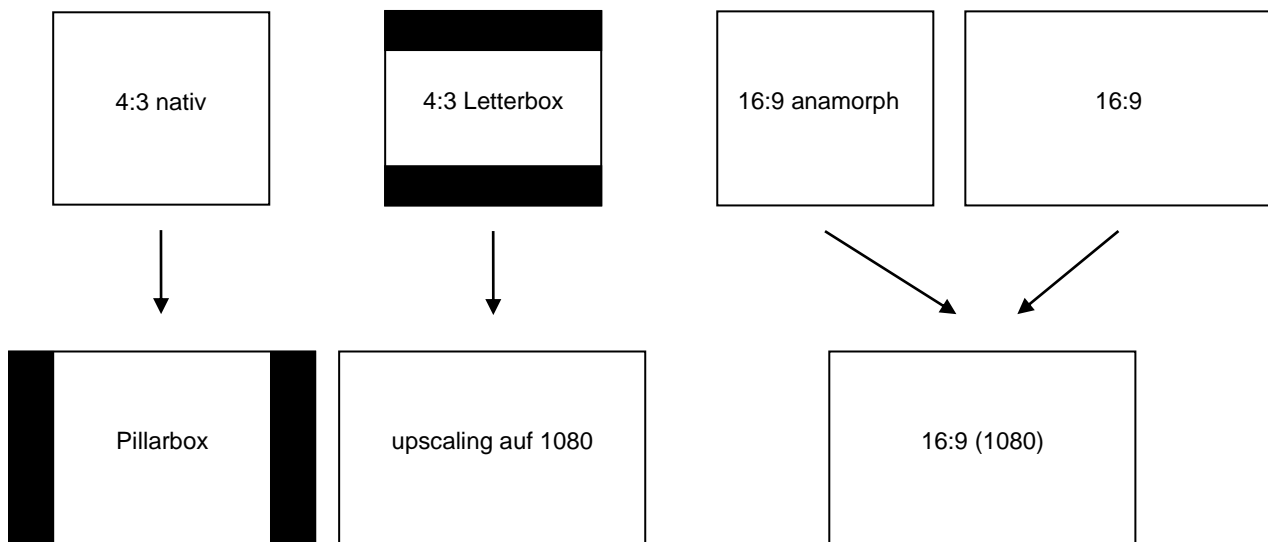 4:3 nativ
4:3 Letterbox
16:9 anamorph
16:9
Pillarbox
upscaling auf 1080
16:9 (1080)